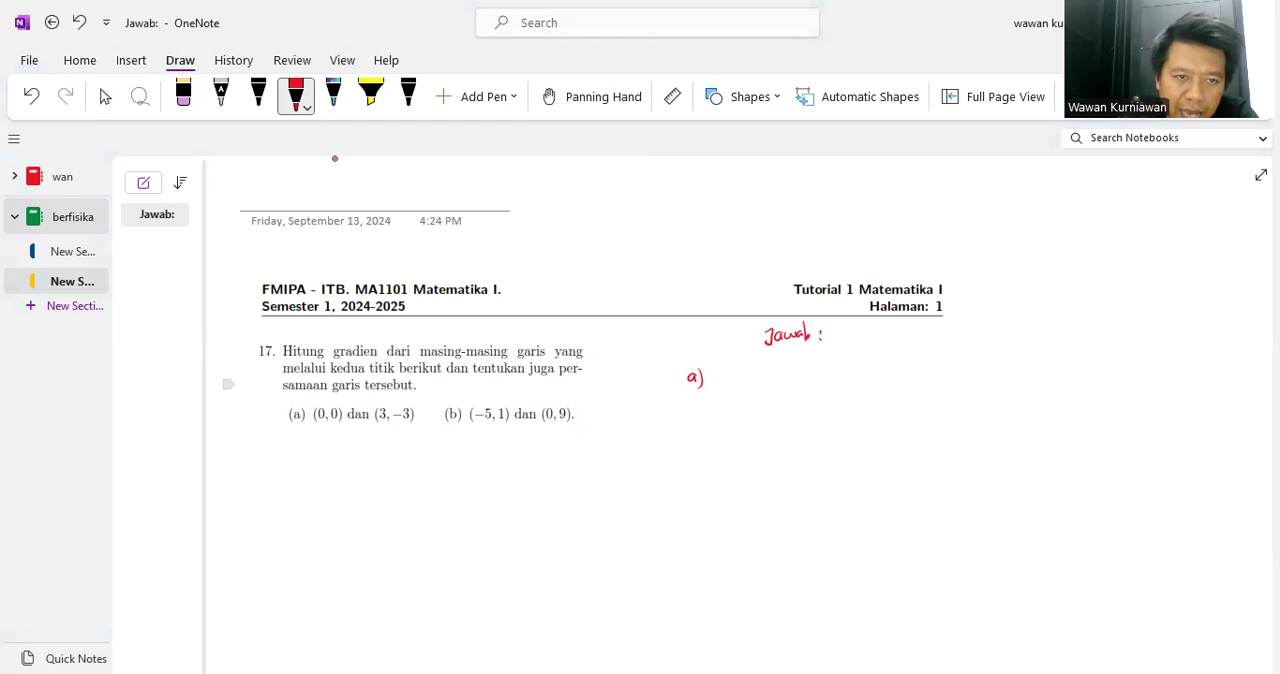 Jawab: - OneNote
Search
wawan ku
File Home Insert Draw History Review View Help
Add Pen
Panning Hand
Shapes
Automatic Shapes
Full Page View
Wawan Kurniawan
Search Notebooks
wan
berfisika
New Se...
New S...
New Secti...
Jawab:
Friday, September 13, 2024 4:24 PM
FMIPA - ITB. MA1101 Matematika I. Tutorial 1 Matematika I
Semester 1, 2024-2025 Halaman: 1
Jawab :
17. Hitung gradien dari masing-masing garis yang
melalui kedua titik berikut dan tentukan juga per-
samaan garis tersebut.
a)
(a) (0, 0) dan (3, −3) (b) (−5, 1) dan (0, 9).
Quick Notes